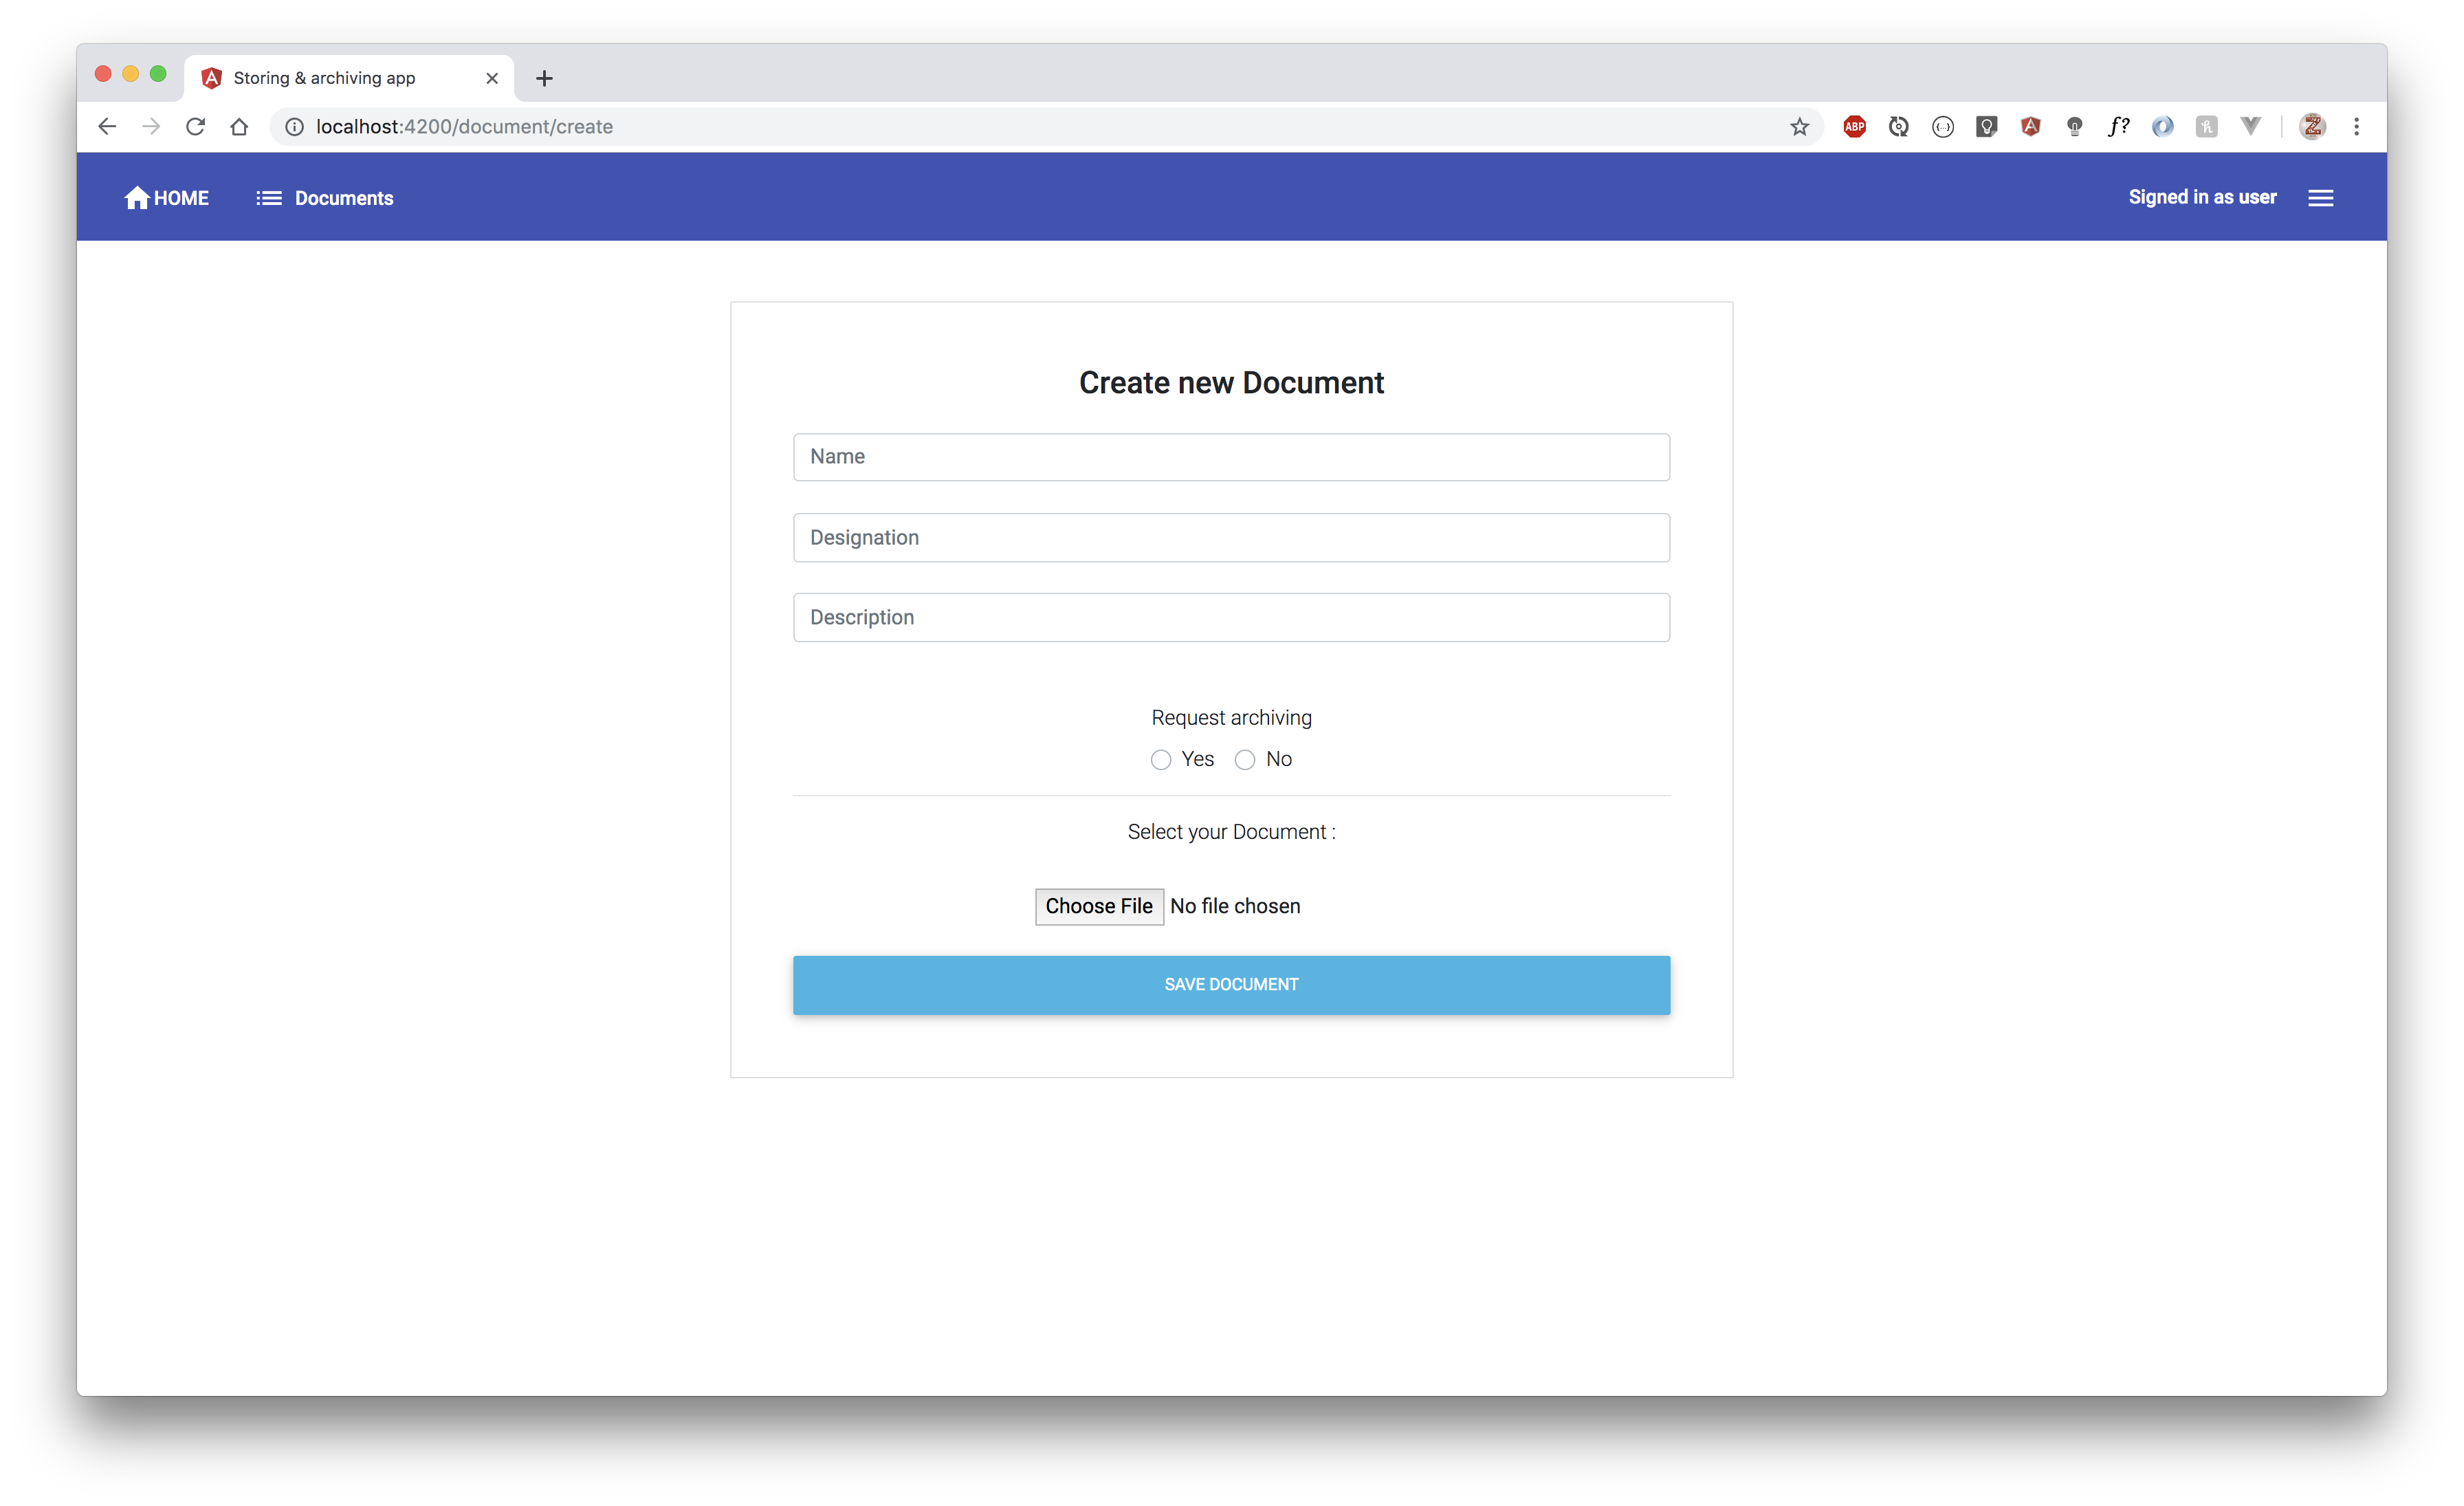 Storing & archiving app
localhost:4200/document/create
ABP
f?
HOME Documents Signed in as user
Create new Document
Name
Designation
Description
Request archiving
Yes No
Select your Document :
Choose File No file chosen
SAVE DOCUMENT